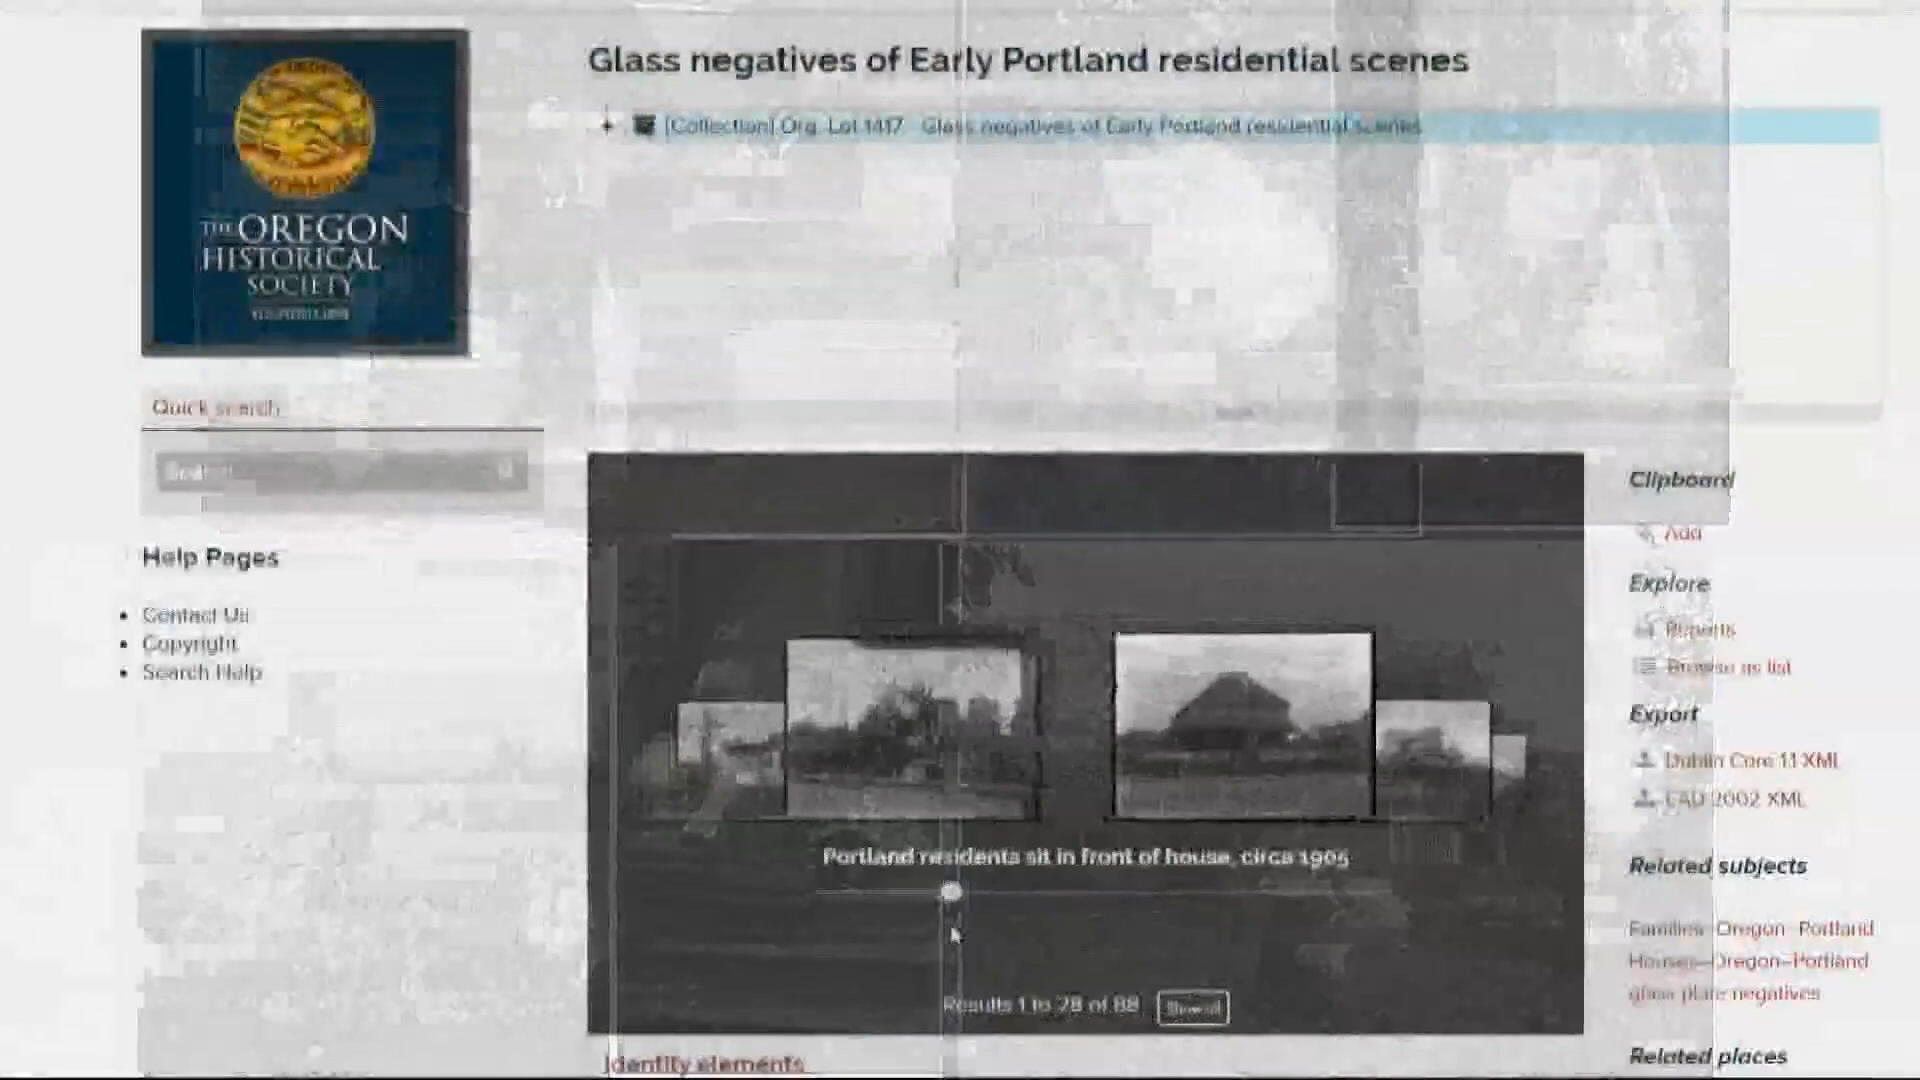 Glass negatives of Early Portland residential scenes
[Collection] Org. Lot 1417 - Glass negatives of Early Portland residential scenes
THE OREGON
HISTORICAL
SOCIETY
Quick search
Help Pages
• Contact Us
• Copyright
• Search Help
Portland residents sit in front of house, circa 1905
Results 1 to 28 of 88 Show all
Identity elements
Clipboard
Add
Explore
Reports
Browse as list
Export
Dublin Core 1.1 XML
EAD 2002 XML
Related subjects
Families--Oregon--Portland
Houses--Oregon--Portland
glass plate negatives
Related places